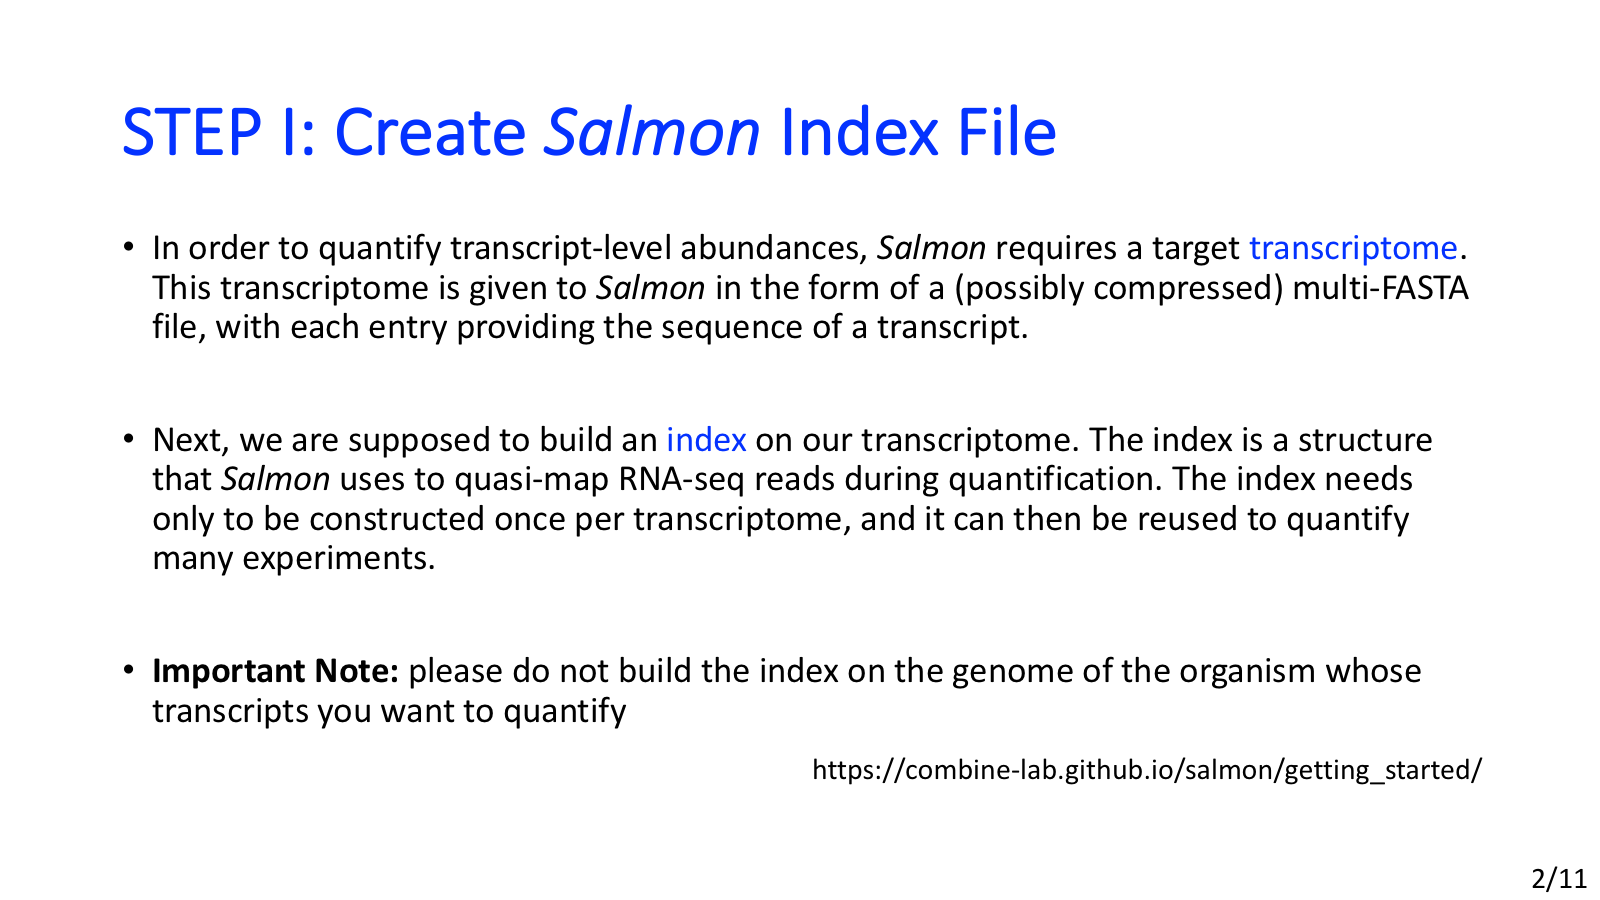 STEP I: Create Salmon Index File
• In order to quantify transcript-level abundances, Salmon requires a target transcriptome.
This transcriptome is given to Salmon in the form of a (possibly compressed) multi-FASTA
file, with each entry providing the sequence of a transcript.
• Next, we are supposed to build an index on our transcriptome. The index is a structure
that Salmon uses to quasi-map RNA-seq reads during quantification. The index needs
only to be constructed once per transcriptome, and it can then be reused to quantify
many experiments.
• Important Note: please do not build the index on the genome of the organism whose
transcripts you want to quantify
https://combine-lab.github.io/salmon/getting_started/
2/11